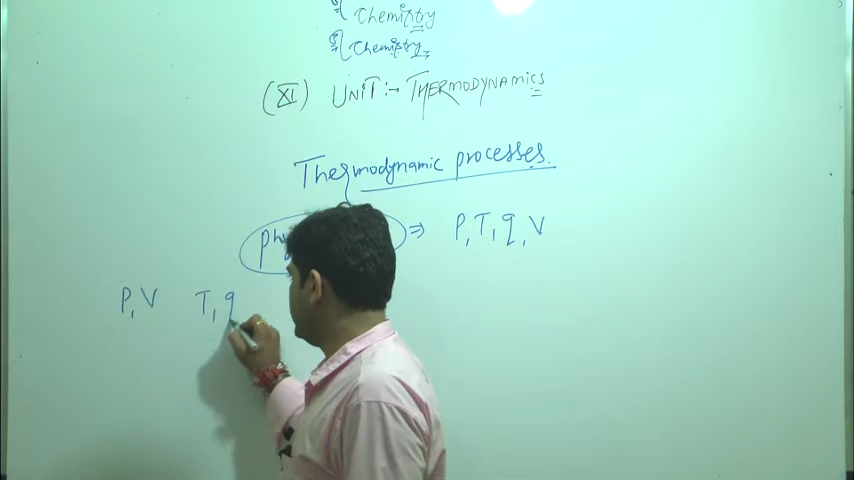 Chemistry
Chemistry
(XI) UNIT :- THERMODYNAMICS
Thermodynamic processes.
⇒ P, T, q, V
P, V T, q